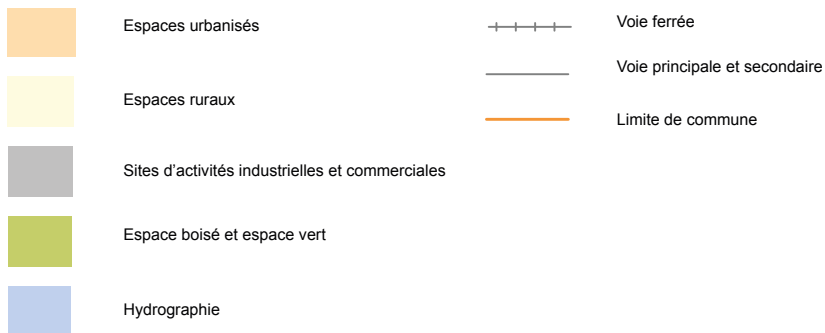 Espaces urbanisés
Espaces ruraux
Sites d'activités industrielles et commerciales
Espace boisé et espace vert
Hydrographie
Voie ferrée
Voie principale et secondaire
Limite de commune